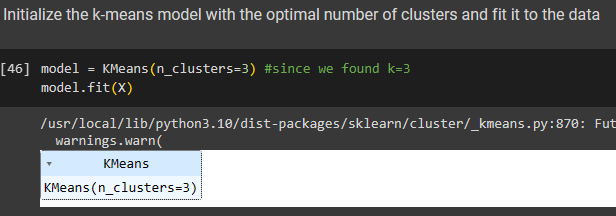 Initialize the k-means model with the optimal number of clusters and fit it to the data
[46] model = KMeans(n_clusters=3) #since we found k=3
model.fit(X)
/usr/local/lib/python3.10/dist-packages/sklearn/cluster/_kmeans.py:870: Fut
warnings.warn(
▾ KMeans
KMeans(n_clusters=3)